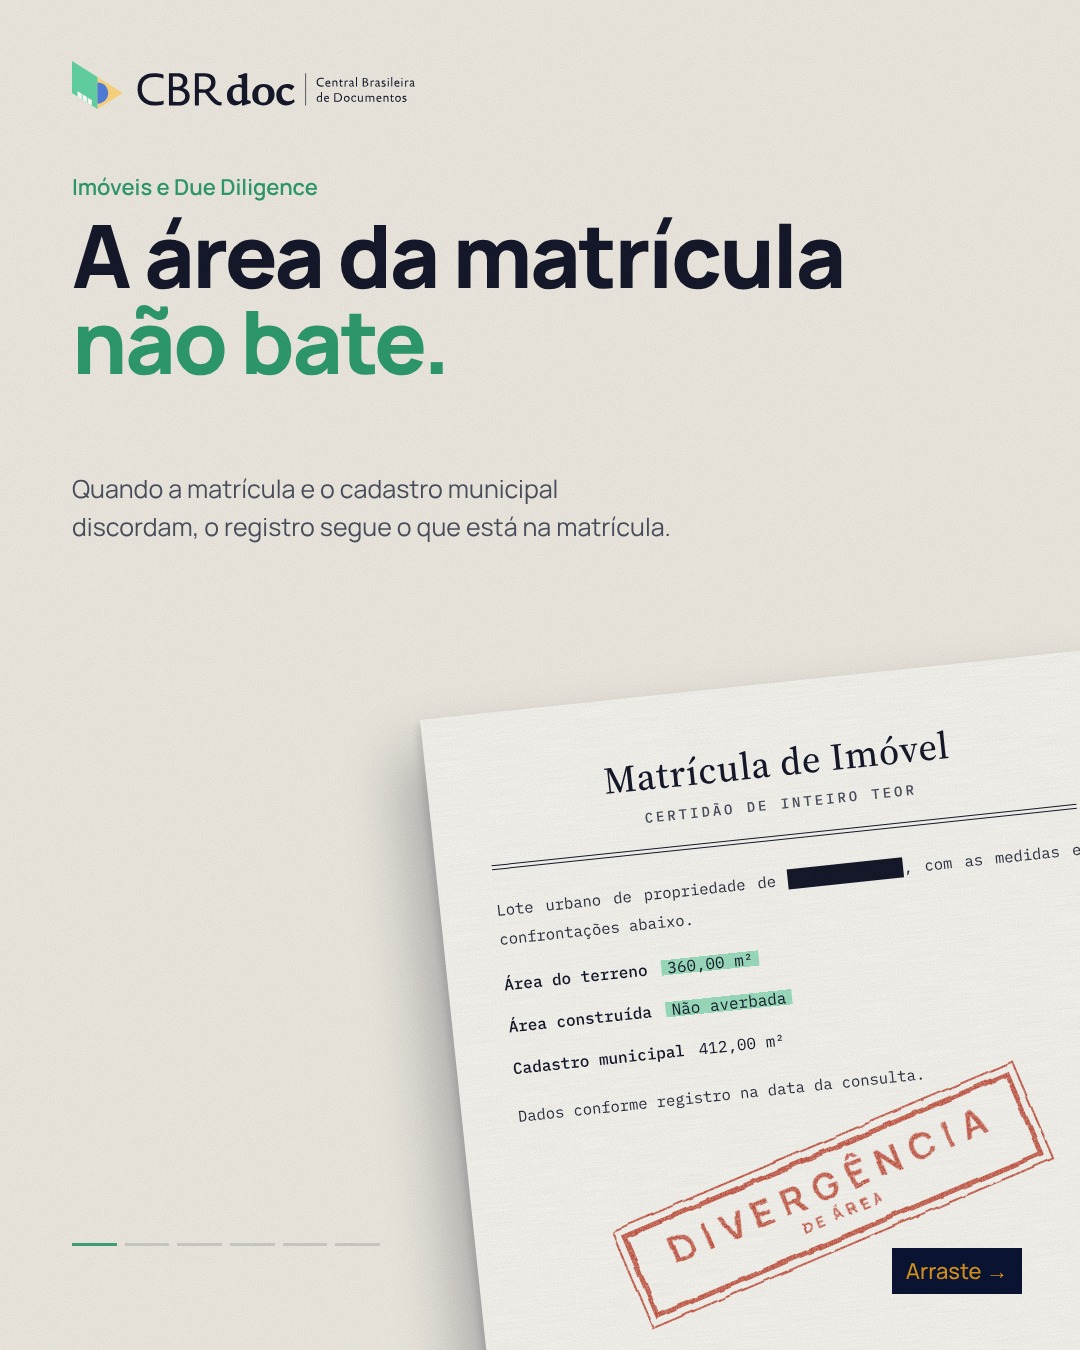 CBRdoc
Central Brasileira
de Documentos
Imóveis e Due Diligence
A área da matrícula
não bate.
Quando a matrícula e o cadastro municipal
discordam, o registro segue o que está na matrícula.
Matrícula de Imóvel
CERTIDÃO DE INTEIRO TEOR
Lote urbano de propriedade de , com as medidas e
confrontações abaixo.
Área do terreno 360,00 m²
Área construída Não averbada
Cadastro municipal 412,00 m²
Dados conforme registro na data da consulta.
DIVERGÊNCIA
DE ÁREA
Arraste →